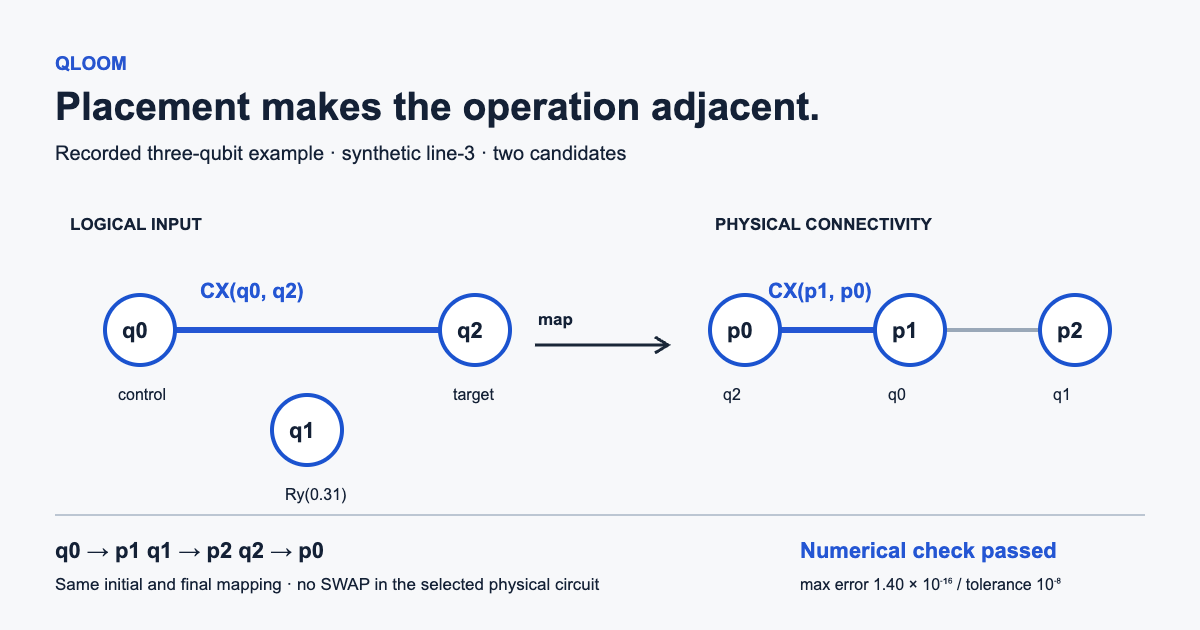 QLOOM
Placement makes the operation adjacent.
Recorded three-qubit example · synthetic line-3 · two candidates
LOGICAL INPUT
PHYSICAL CONNECTIVITY
CX(q0, q2)
CX(p1, p0)
q0
q2
map
p0
p1
p2
control
target
q2
q0
q1
q1
Ry(0.31)
q0 → p1 q1 → p2 q2 → p0
Numerical check passed
Same initial and final mapping · no SWAP in the selected physical circuit
max error 1.40 × 10⁻¹⁶ / tolerance 10⁻⁸